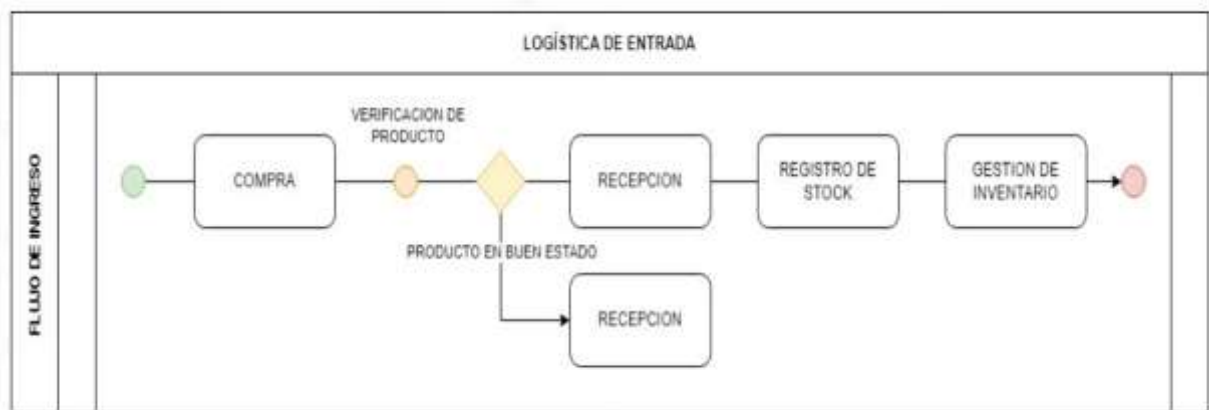 LOGÍSTICA DE ENTRADA
FLUJO DE INGRESO
COMPRA
VERIFICACION DE
PRODUCTO
RECEPCION
REGISTRO DE
STOCK
GESTION DE
INVENTARIO
PRODUCTO EN BUEN ESTADO
RECEPCION